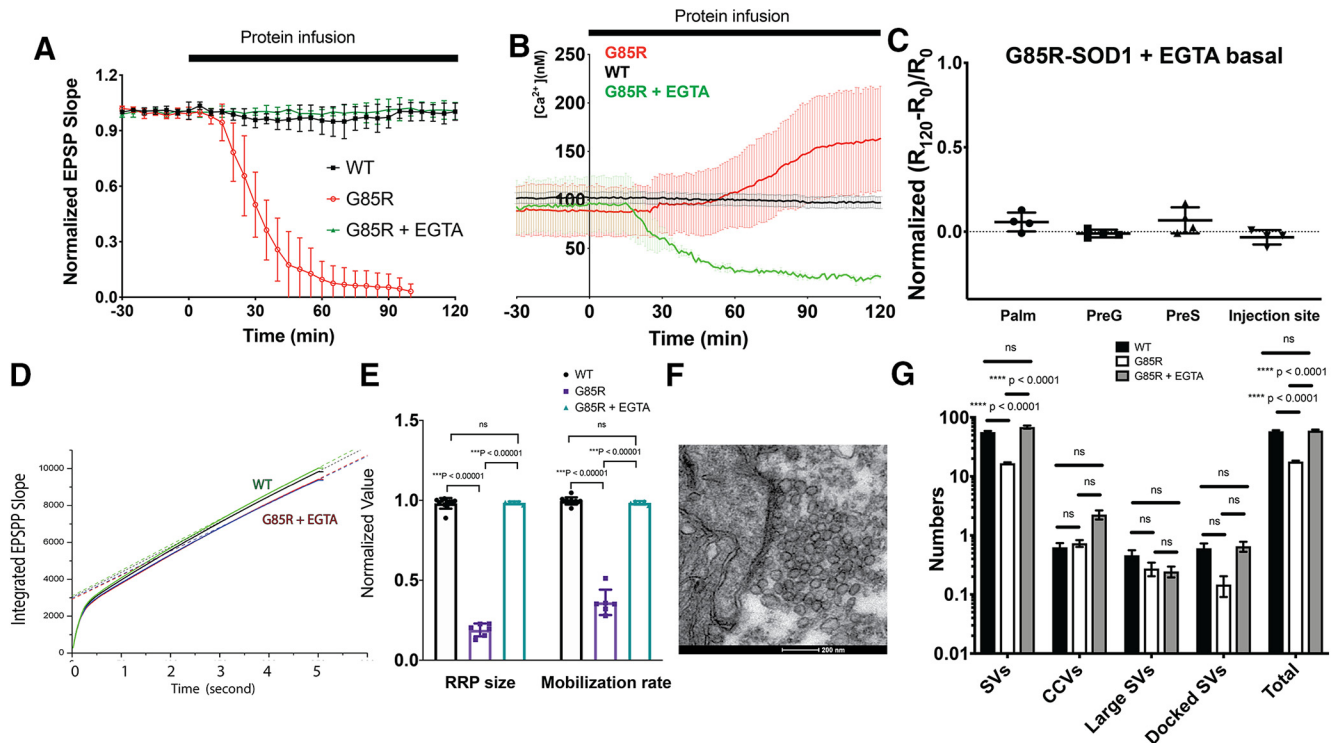 A
Protein infusion
Normalized EPSP Slope
1.2
0.9
0.6
0.3
0.0
WT
G85R
G85R + EGTA
-30 0 30 60 90 120
Time (min)
B
Protein infusion
[Ca²⁺](nM)
250
200
150
100
50
G85R
WT
G85R + EGTA
0 30 60 90 120
Time (min)
C
G85R-SOD1 + EGTA basal
Normalized (R₁₂₀-R₀)/R₀
1.0
0.5
0.0
Palm PreG PreS Injection site
D
Integrated EPSP Slope
10000
8000
6000
4000
2000
0
WT
G85R + EGTA
0 1 2 3 4 5
Time (second)
E
WT
G85R
G85R + EGTA
Normalized Value
1.5
1.0
0.5
0.0
ns
***P < 0.00001
***P < 0.00001
ns
***P < 0.00001
***P < 0.00001
RRP size Mobilization rate
F
200 nm
G
WT
G85R
G85R + EGTA
Numbers
100
10
1
0.1
0.01
ns
**** p < 0.0001
**** p < 0.0001
ns
ns
ns
ns
ns
ns
ns
ns
ns
ns
**** p < 0.0001
**** p < 0.0001
SVs
CCVs
Large SVs
Docked SVs
Total